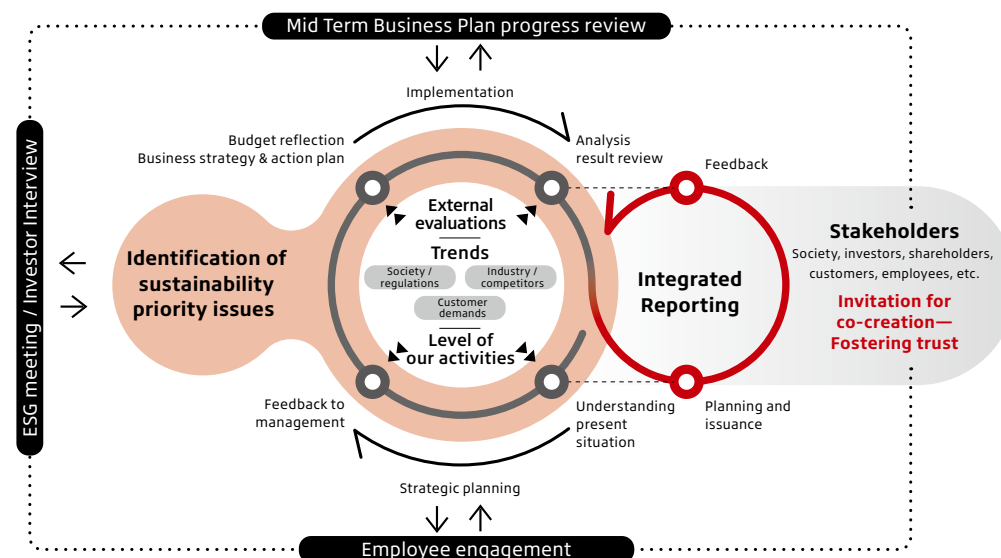 Mid Term Business Plan progress review
Implementation
Budget reflection
Business strategy & action plan
Analysis
result review
Feedback
ESG meeting / Investor Interview
Identification of
sustainability
priority issues
External
evaluations
Trends
Society /
regulations
Industry /
competitors
Customer
demands
Level of
our activities
Integrated
Reporting
Stakeholders
Society, investors, shareholders,
customers, employees, etc.
Invitation for
co-creation—
Fostering trust
Feedback to
management
Understanding
present
situation
Planning and
issuance
Strategic planning
Employee engagement